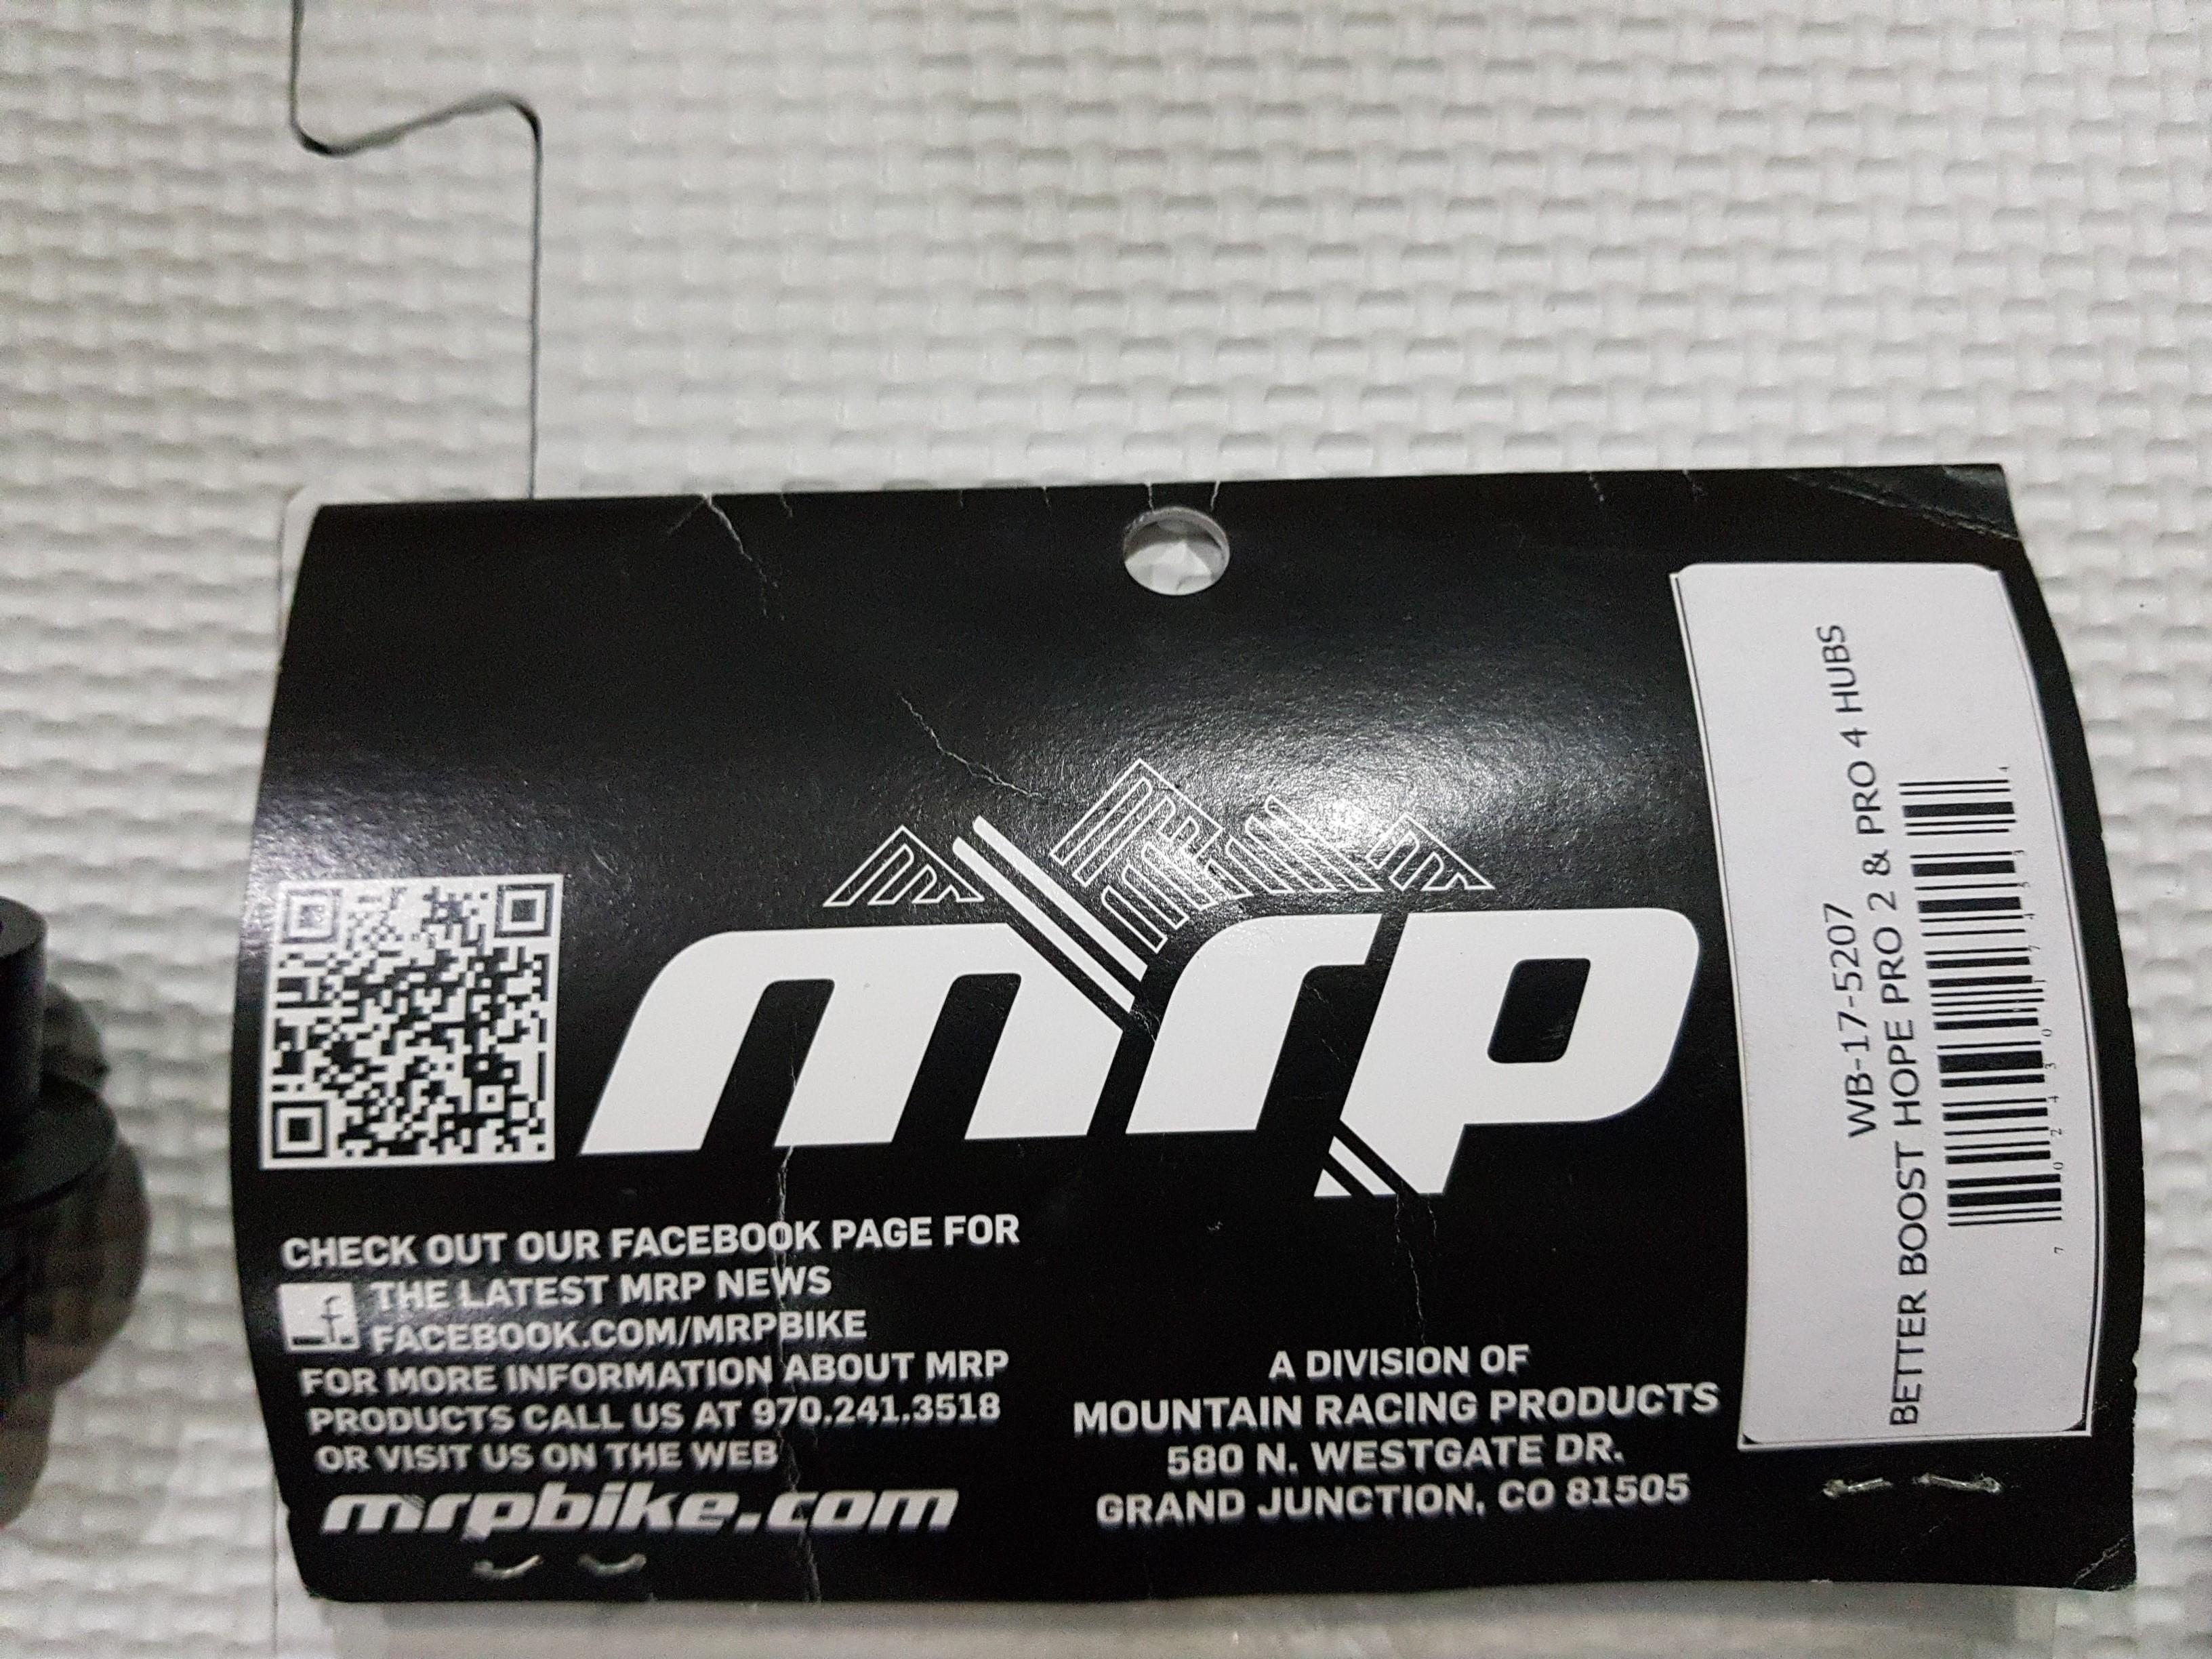 mrp
CHECK OUT OUR FACEBOOK PAGE FOR
THE LATEST MRP NEWS
FACEBOOK.COM/MRPBIKE
FOR MORE INFORMATION ABOUT MRP
PRODUCTS CALL US AT 970.241.3518
OR VISIT US ON THE WEB
mrpbike.com
A DIVISION OF
MOUNTAIN RACING PRODUCTS
580 N. WESTGATE DR.
GRAND JUNCTION, CO 81505
WB-17-5207
BETTER BOOST HOPE PRO 2 & PRO 4 HUBS